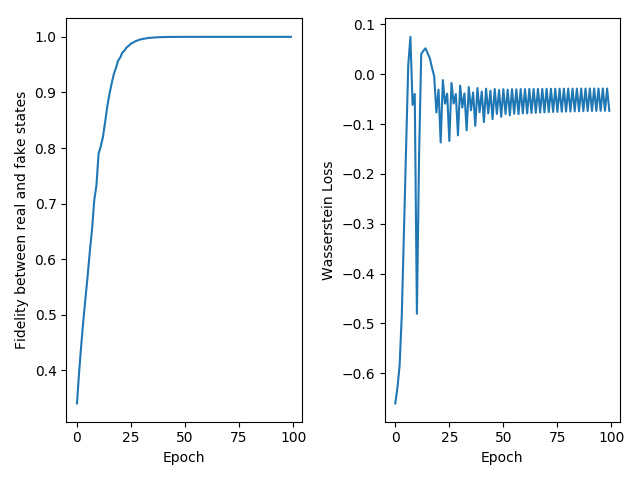 Fidelity between real and fake states
1.0
0.9
0.8
0.7
0.6
0.5
0.4
0 25 50 75 100
Epoch
Wasserstein Loss
0.1
0.0
−0.1
−0.2
−0.3
−0.4
−0.5
−0.6
0 25 50 75 100
Epoch